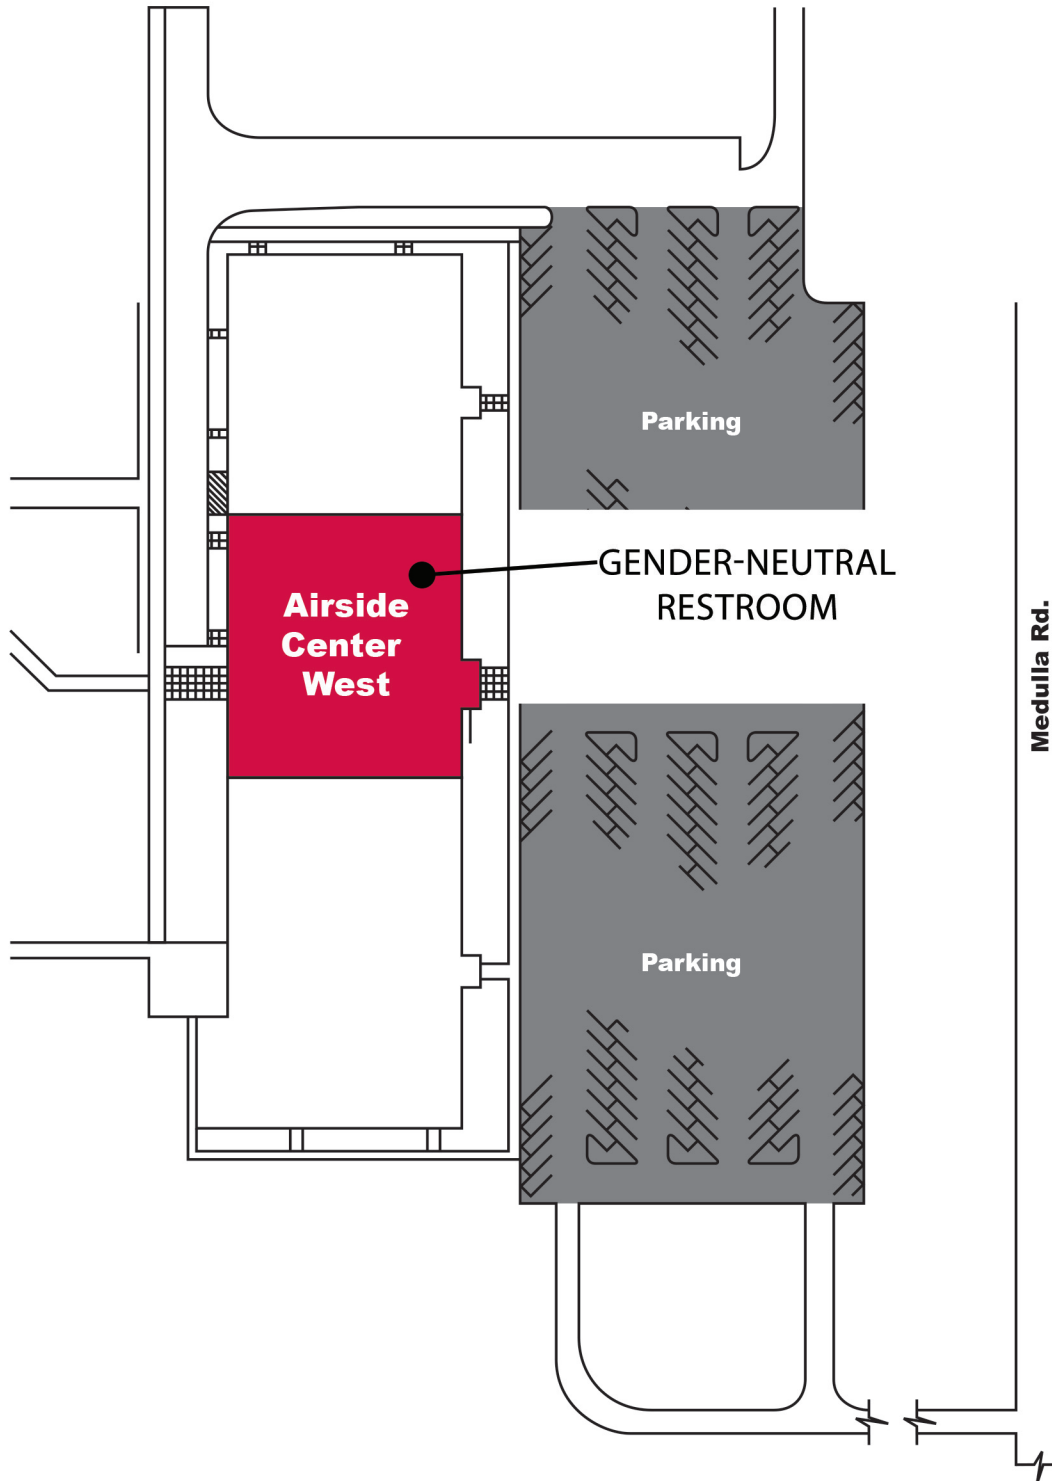 Parking
GENDER-NEUTRAL
RESTROOM
Airside
Center
West
Medulla Rd.
Parking